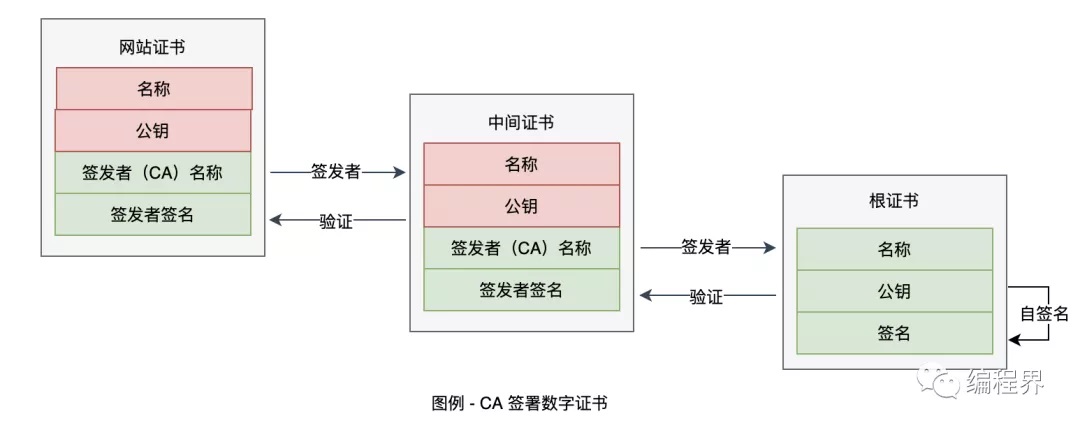 网站证书
名称
公钥
签发者（CA）名称
签发者签名
签发者
验证
中间证书
名称
公钥
签发者（CA）名称
签发者签名
签发者
验证
根证书
名称
公钥
签名
自签名
图例 - CA 签署数字证书
编程界